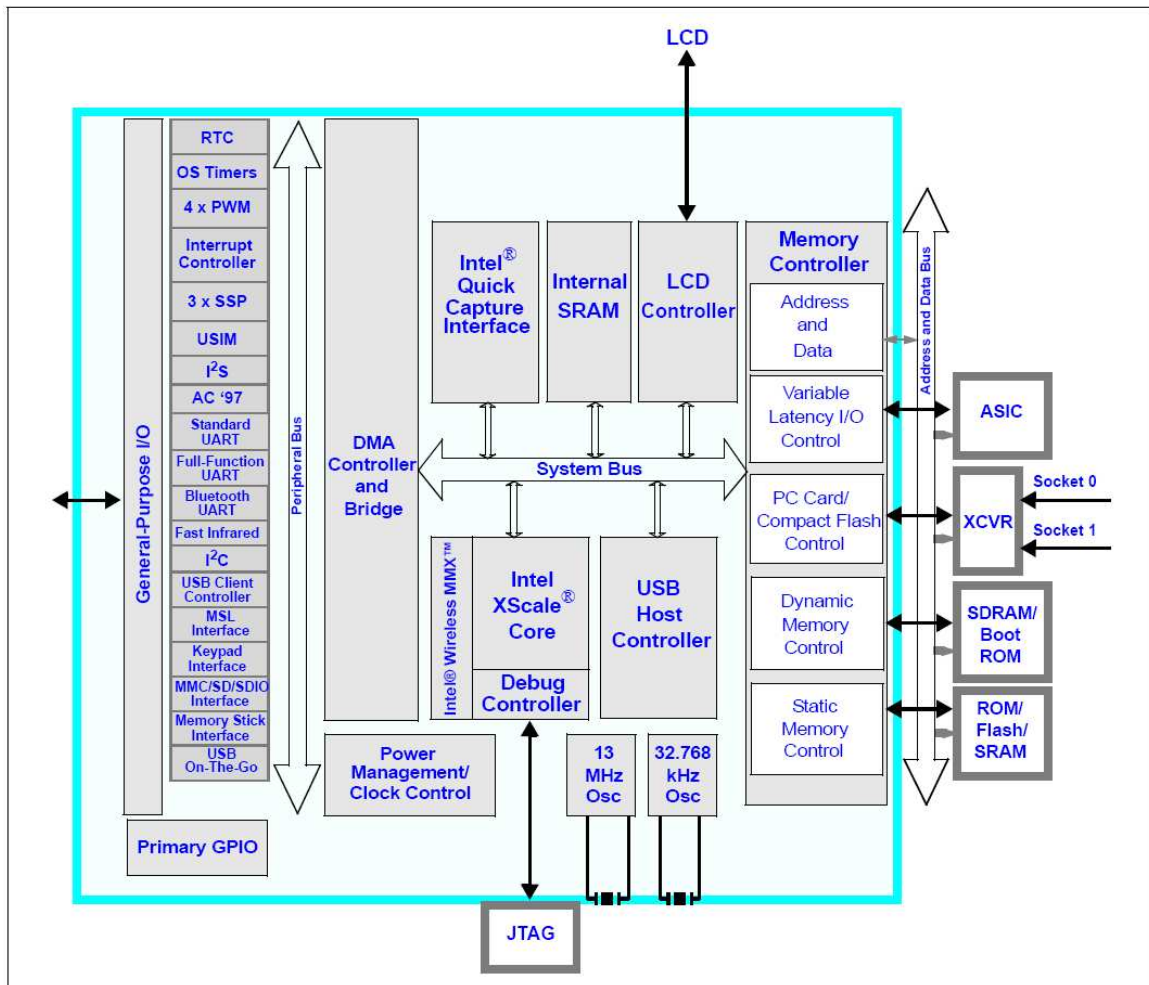 LCD
General-Purpose I/O
RTC
OS Timers
4 x PWM
Interrupt
Controller
3 x SSP
USIM
I²S
AC ‘97
Standard
UART
Full-Function
UART
Bluetooth
UART
Fast Infrared
I²C
USB Client
Controller
MSL
Interface
Keypad
Interface
MMC/SD/SDIO
Interface
Memory Stick
Interface
USB
On-The-Go
Primary GPIO
Peripheral Bus
DMA
Controller
and
Bridge
Power
Management/
Clock Control
Intel®
Quick
Capture
Interface
Internal
SRAM
LCD
Controller
System Bus
Intel® Wireless MMX™
Intel
XScale®
Core
Debug
Controller
USB
Host
Controller
13
MHz
Osc
32.768
kHz
Osc
JTAG
Memory
Controller
Address
and
Data
Variable
Latency I/O
Control
PC Card/
Compact Flash
Control
Dynamic
Memory
Control
Static
Memory
Control
Address and Data Bus
ASIC
XCVR
Socket 0
Socket 1
SDRAM/
Boot
ROM
ROM/
Flash/
SRAM